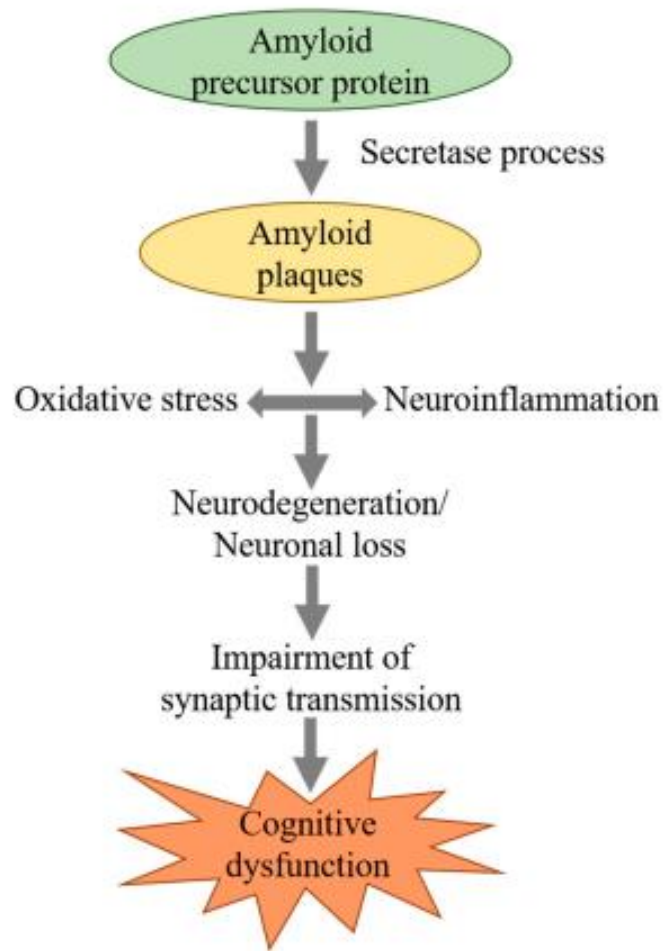 Amyloid
precursor protein
Secretase process
Amyloid
plaques
Oxidative stress
Neuroinflammation
Neurodegeneration/
Neuronal loss
Impairment of
synaptic transmission
Cognitive
dysfunction